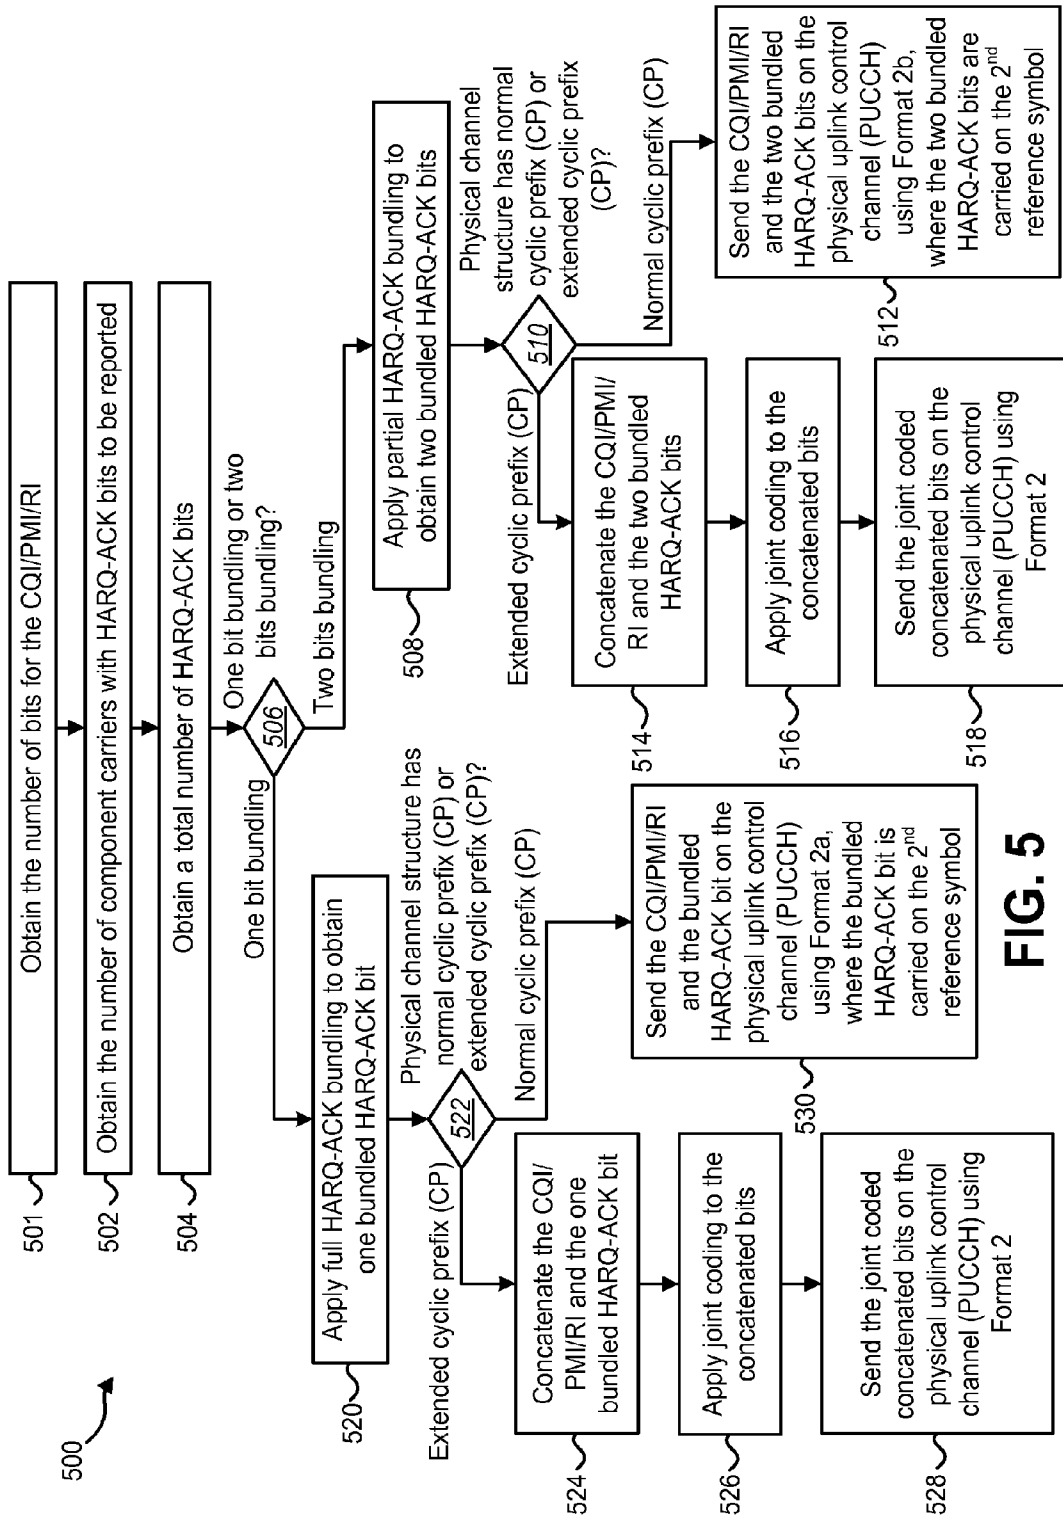 500
501
Obtain the number of bits for the CQI/PMI/RI
502
Obtain the number of component carriers with HARQ-ACK bits to be reported
504
Obtain a total number of HARQ-ACK bits
One bit bundling or two
bits bundling?
506
One bit bundling
Two bits bundling
520
Apply full HARQ-ACK bundling to obtain
one bundled HARQ-ACK bit
Physical channel structure has
normal cyclic prefix (CP) or
extended cyclic prefix (CP)?
522
Extended cyclic prefix (CP)
Normal cyclic prefix (CP)
524
Concatenate the CQI/
PMI/RI and the one
bundled HARQ-ACK bit
526
Apply joint coding to the
concatenated bits
528
Send the joint coded
concatenated bits on the
physical uplink control
channel (PUCCH) using
Format 2
530
Send the CQI/PMI/RI
and the bundled
HARQ-ACK bit on the
physical uplink control
channel (PUCCH)
using Format 2a,
where the bundled
HARQ-ACK bit is
carried on the 2nd
reference symbol
508
Apply partial HARQ-ACK bundling to
obtain two bundled HARQ-ACK bits
Physical channel
structure has normal
cyclic prefix (CP) or
extended cyclic prefix
(CP)?
510
Extended cyclic prefix (CP)
Normal cyclic prefix (CP)
514
Concatenate the CQI/PMI/
RI and the two bundled
HARQ-ACK bits
516
Apply joint coding to the
concatenated bits
518
Send the joint coded
concatenated bits on the
physical uplink control
channel (PUCCH) using
Format 2
512
Send the CQI/PMI/RI
and the two bundled
HARQ-ACK bits on the
physical uplink control
channel (PUCCH)
using Format 2b,
where the two bundled
HARQ-ACK bits are
carried on the 2nd
reference symbol
FIG. 5